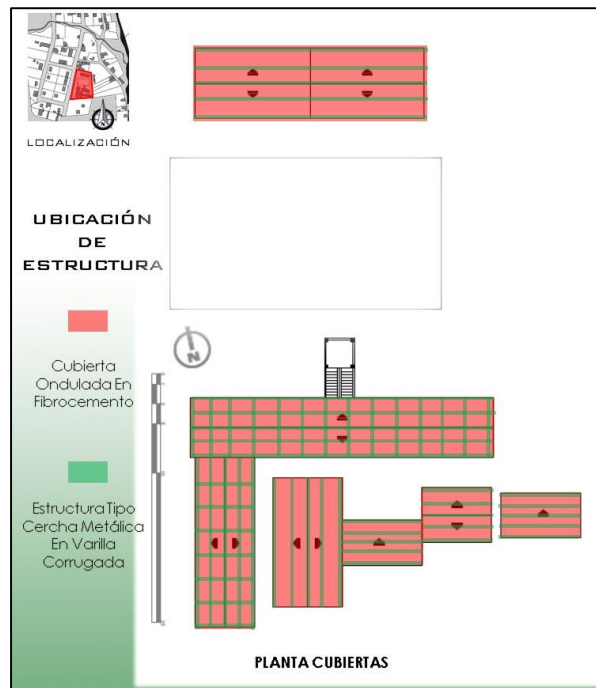 LOCALIZACIÓN
UBICACIÓN
DE
ESTRUCTURA
N
Cubierta
Ondulada En
Fibrocemento
Estructura Tipo
Cercha Metálica
En Varilla
Corrugada
PLANTA CUBIERTAS